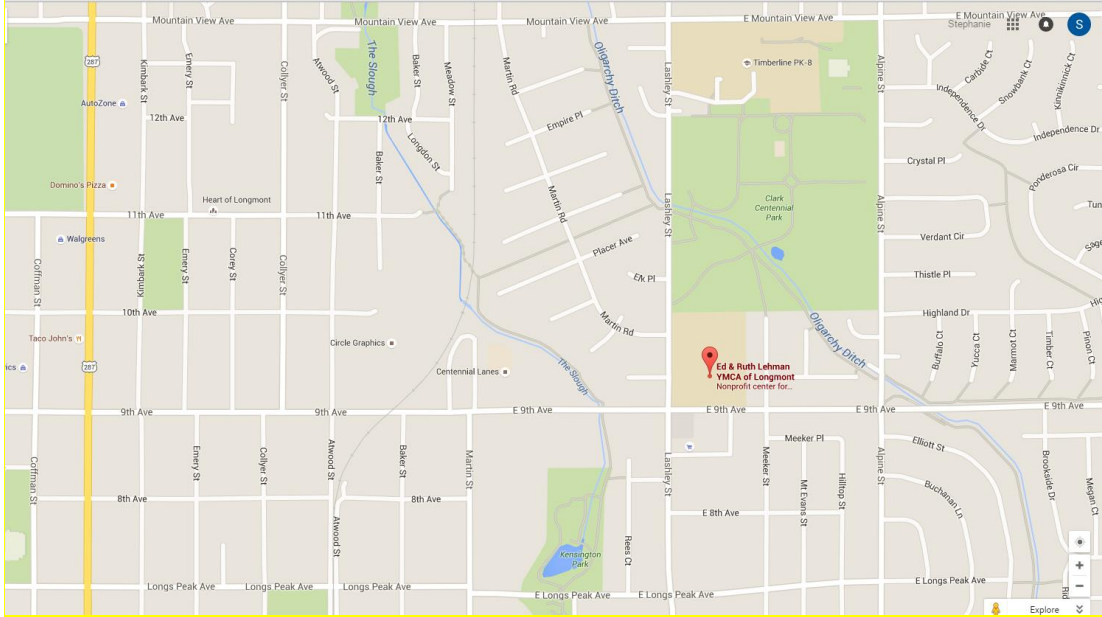 Mountain View Ave
Mountain View Ave
Mountain View Ave
E Mountain View Ave
E Mountain View Ave
Stephanie
S
287
Kimbark St
Emery St
Collyer St
Atwood St
The Slough
Baker St
Meadow St
Martin Rd
Oligarchy Ditch
Lashley St
Timberline PK-8
Alpine St
Carbide Ct
Snowbank Ct
Kinnikinnick Ct
Independence Dr
AutoZone
12th Ave
12th Ave
Longdon St
Empire Pl
Independence Dr
Baker St
Crystal Pl
Ponderosa Cir
Domino's Pizza
Heart of Longmont
Martin Rd
Lashley St
Clark
Centennial
Park
Alpine St
Tun
11th Ave
11th Ave
Walgreens
Placer Ave
Verdant Cir
Sage
Coffman St
Kimbark St
Emery St
Corey St
Collyer St
Elk Pl
Thistle Pl
Hig
10th Ave
Martin Rd
Oligarchy Ditch
Highland Dr
Taco John's
Circle Graphics
Buffalo Ct
Yucca Ct
Marmot Ct
Timber Ct
Pinon Ct
ics
287
Centennial Lanes
The Slough
Ed & Ruth Lehman
YMCA of Longmont
Nonprofit center for...
9th Ave
9th Ave
E 9th Ave
E 9th Ave
E 9th Ave
E 9th Ave
Coffman St
Emery St
Collyer St
Atwood St
Baker St
Martin St
Lashley St
Meeker St
Meeker Pl
Mt Evans St
Hilltop St
Alpine St
Elliott St
Buchanan Ln
Brookside Dr
Megan Ct
8th Ave
8th Ave
E 8th Ave
Atwood St
Rees Ct
Kensington
Park
Longs Peak Ave
Longs Peak Ave
Longs Peak Ave
E Longs Peak Ave
E Longs Peak Ave
E Longs Peak Ave
Rid
+
−
Explore